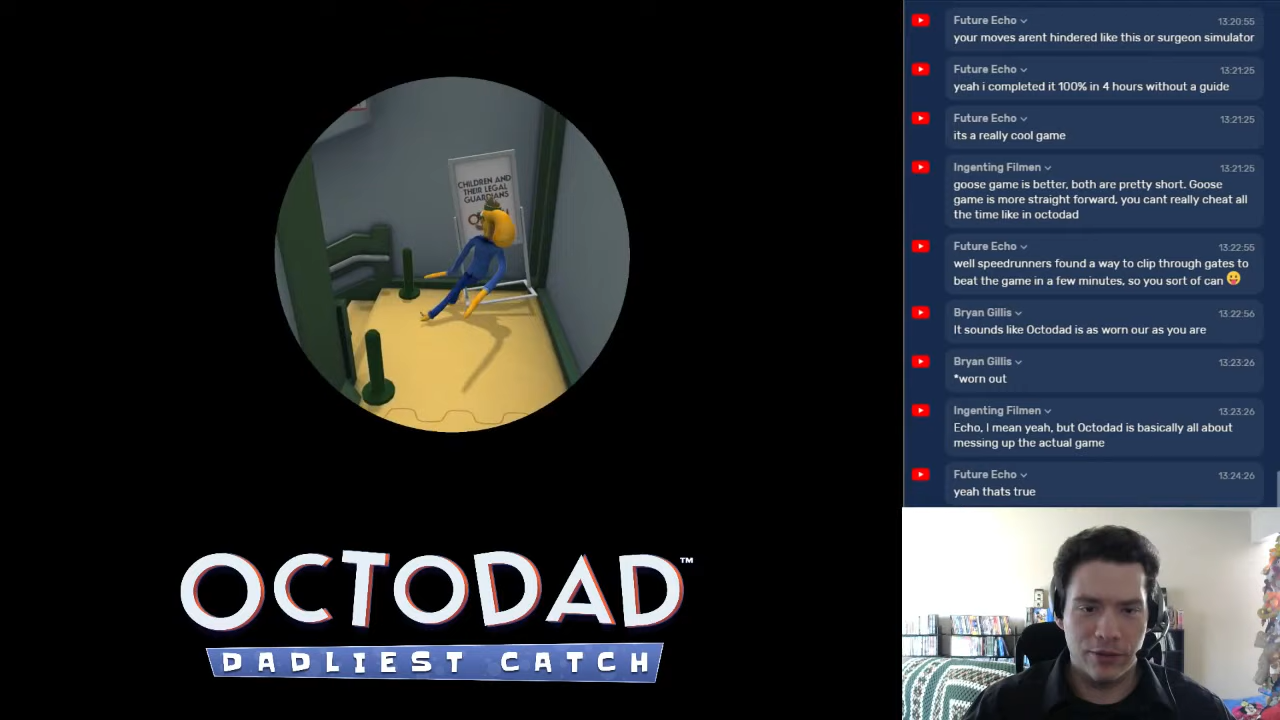 CHILDREN AND
THEIR LEGAL
GUARDIANS
OCTODAD™
DADLIEST CATCH
Future Echo
13:20:55
your moves arent hindered like this or surgeon simulator
Future Echo
13:21:25
yeah i completed it 100% in 4 hours without a guide
Future Echo
13:21:25
its a really cool game
Ingenting Filmen
13:21:25
goose game is better, both are pretty short. Goose
game is more straight forward, you cant really cheat all
the time like in octodad
Future Echo
13:22:55
well speedrunners found a way to clip through gates to
beat the game in a few minutes, so you sort of can 😛
Bryan Gillis
13:22:56
It sounds like Octodad is as worn our as you are
Bryan Gillis
13:23:26
*worn out
Ingenting Filmen
13:23:26
Echo, I mean yeah, but Octodad is basically all about
messing up the actual game
Future Echo
13:24:26
yeah thats true